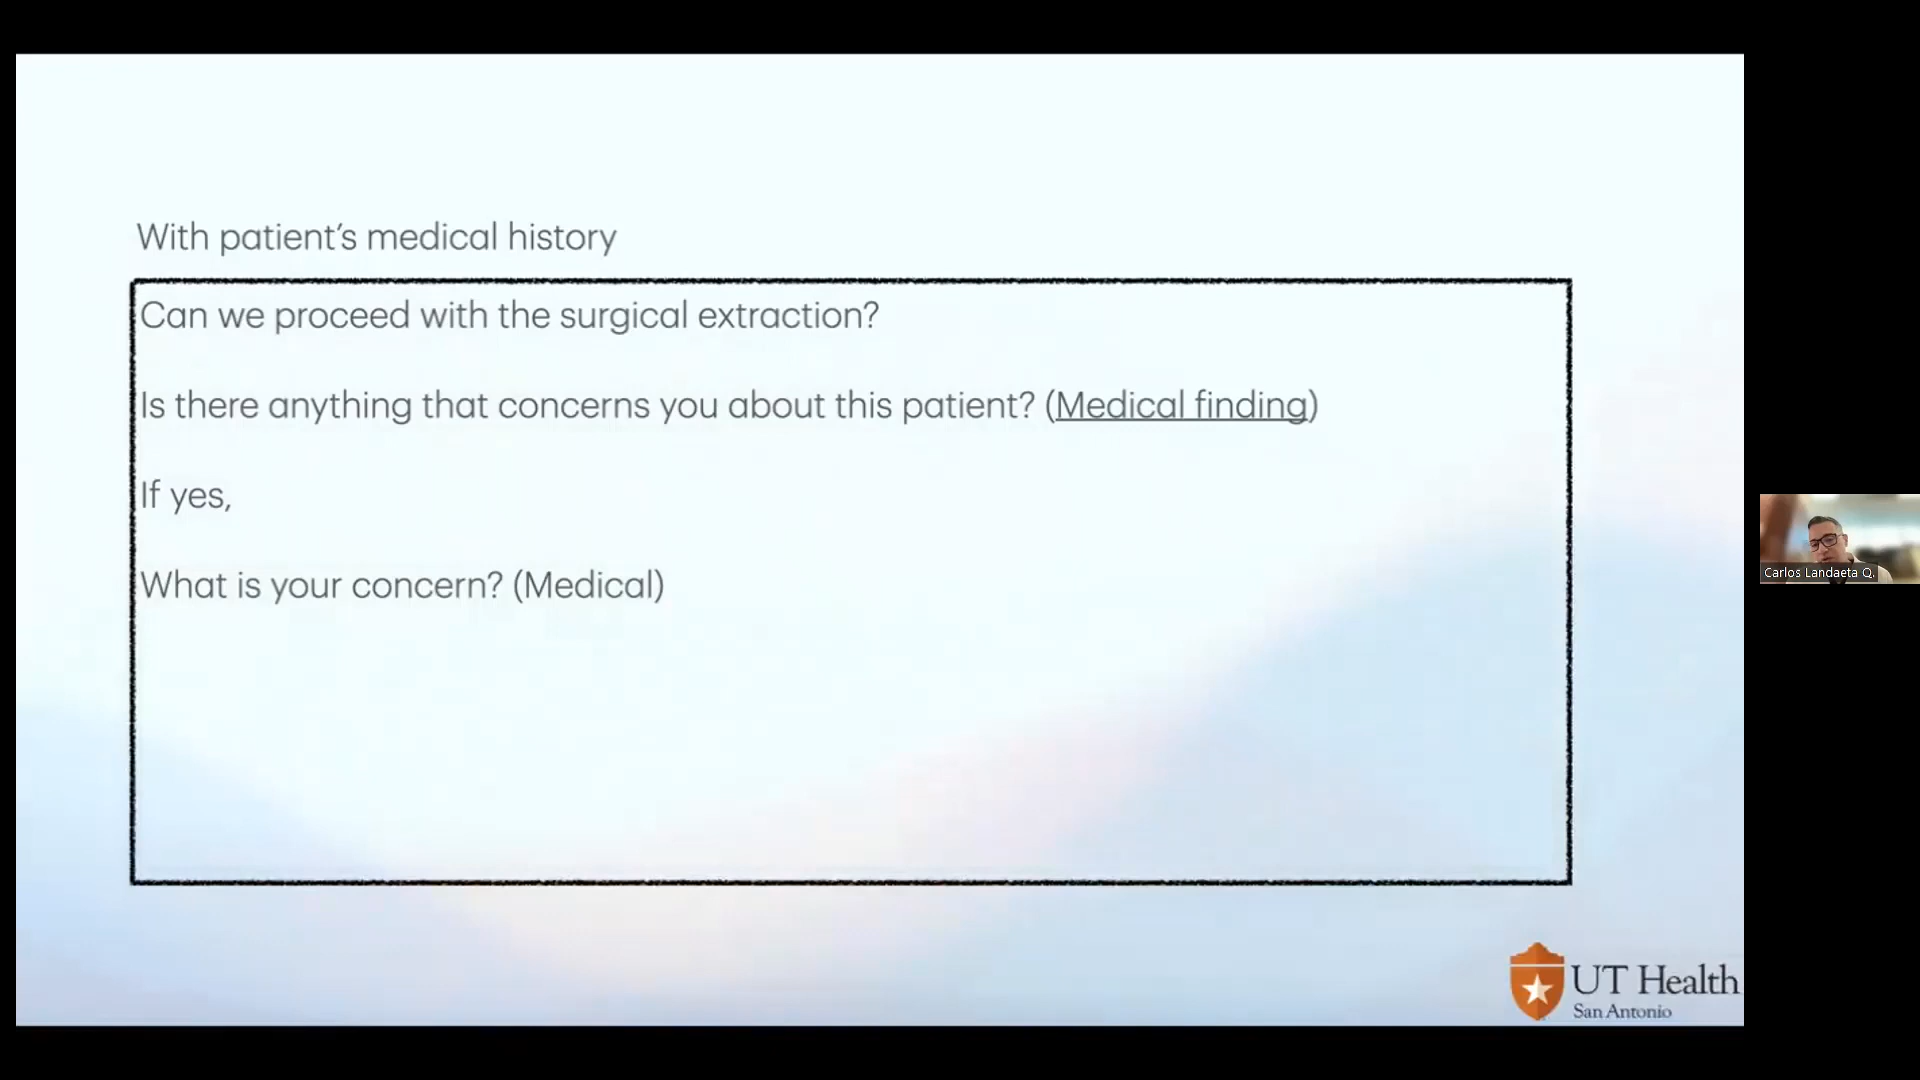 With patient's medical history
Can we proceed with the surgical extraction?
Is there anything that concerns you about this patient? (Medical finding)
If yes,
What is your concern? (Medical)
Carlos Landaeta Q.
UT Health
San Antonio